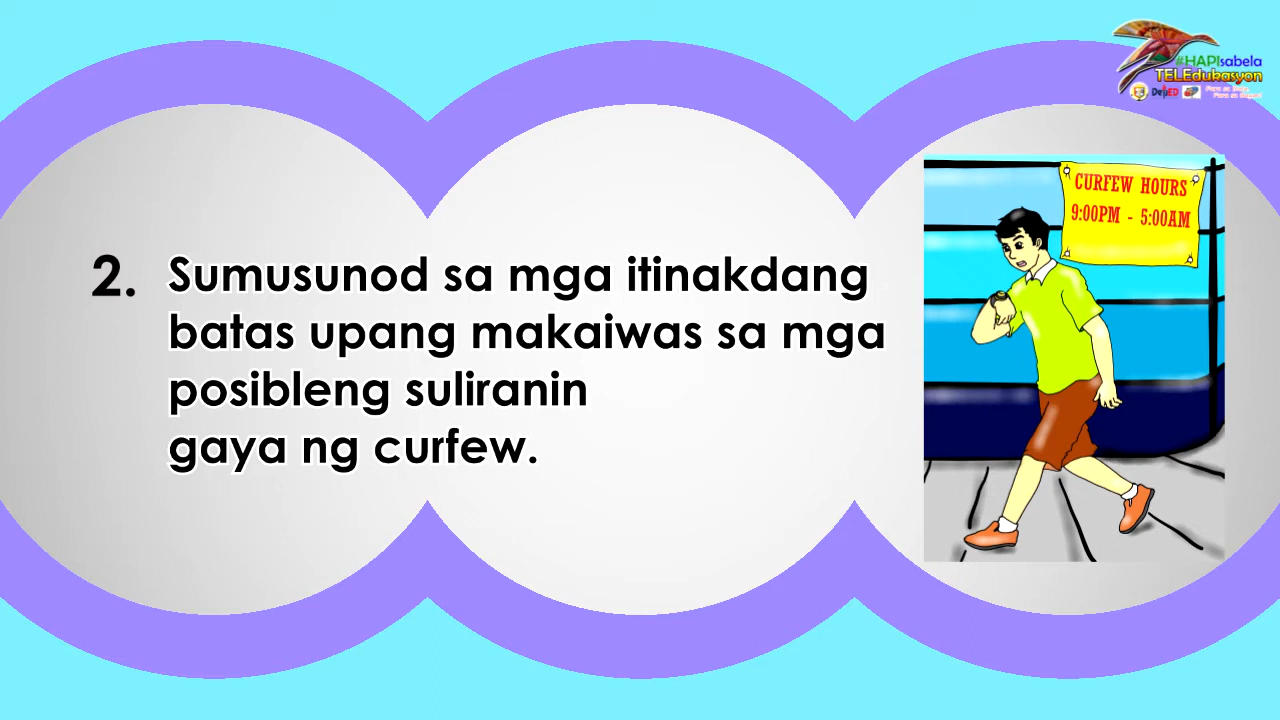 #HAPIsabela
TELEdukasyon
DepED
CURFEW HOURS
9:00PM - 5:00AM
2. Sumusunod sa mga itinakdang
batas upang makaiwas sa mga
posibleng suliranin
gaya ng curfew.